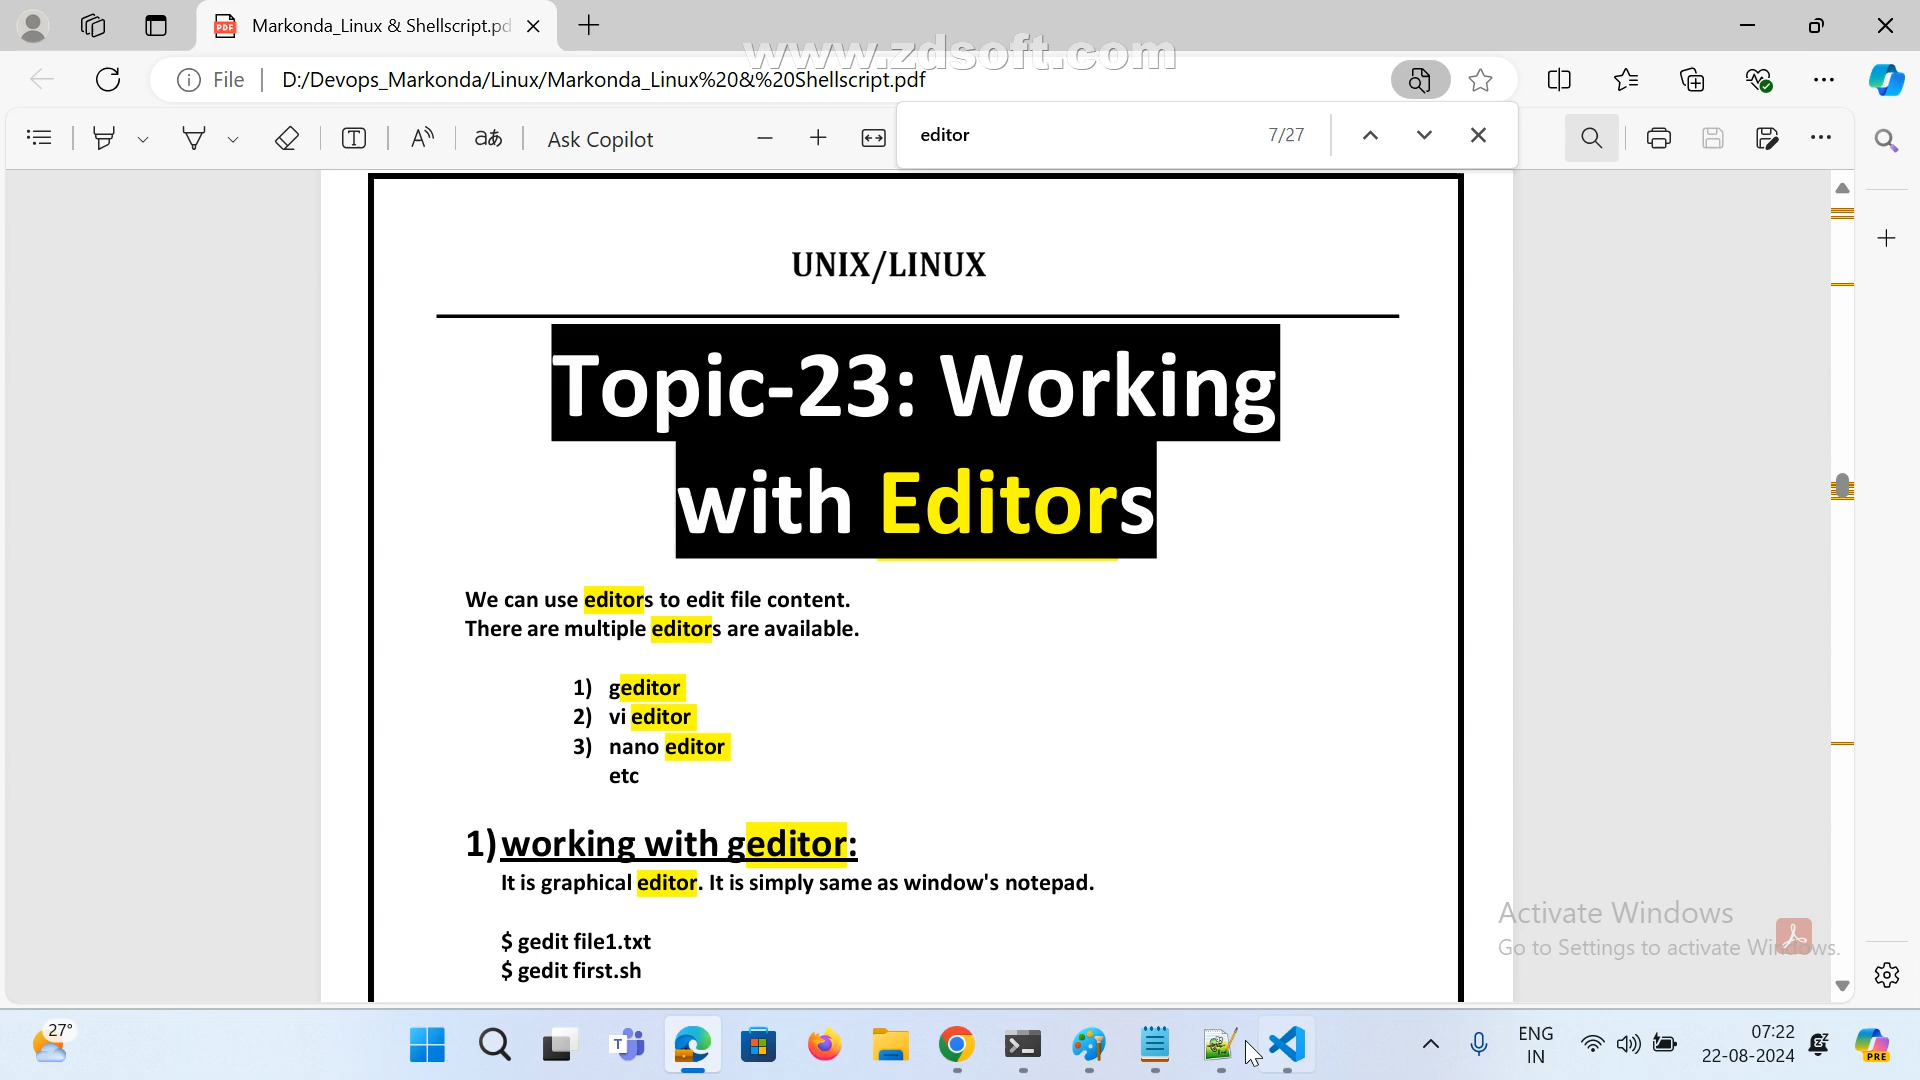 Markonda_Linux & Shellscript.pd
www.zdsoft.com
File
D:/Devops_Markonda/Linux/Markonda_Linux%20&%20Shellscript.pdf
Ask Copilot
editor
7/27
UNIX/LINUX
Topic-23: Working
with Editors
We can use editors to edit file content.
There are multiple editors are available.
1) geditor
2) vi editor
3) nano editor
etc
1) working with geditor:
It is graphical editor. It is simply same as window's notepad.
$ gedit file1.txt
$ gedit first.sh
Activate Windows
Go to Settings to activate Windows.
27°
ENG
IN
07:22
22-08-2024
PRE